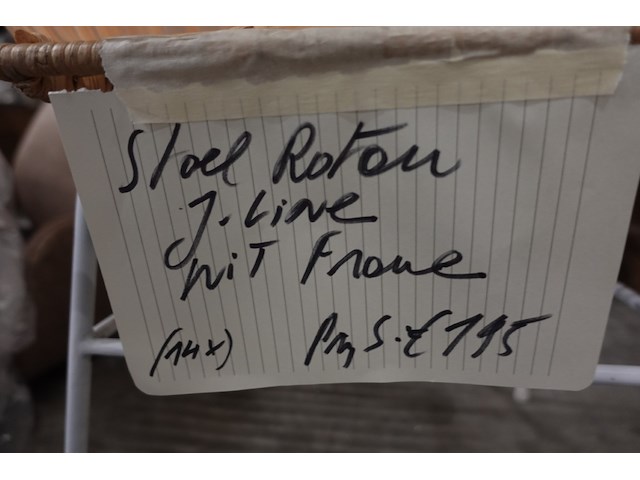 Stoel Rotan
J.Line
WiT Frame
(14x) Prijs.€195